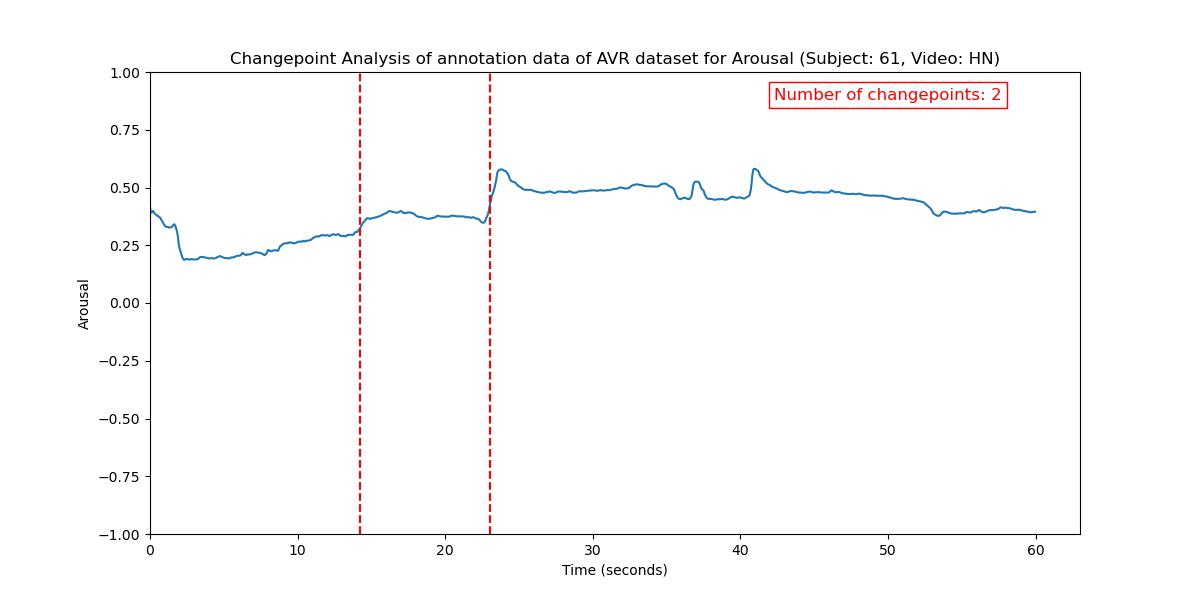 Changepoint Analysis of annotation data of AVR dataset for Arousal (Subject: 61, Video: HN)
Number of changepoints: 2
1.00
0.75
0.50
0.25
0.00
−0.25
−0.50
−0.75
−1.00
Arousal
0 10 20 30 40 50 60
Time (seconds)